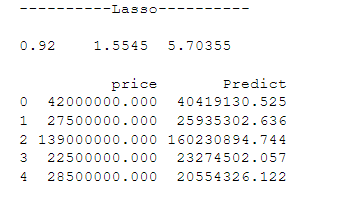 ----------Lasso----------
0.92 1.5545 5.70355
price Predict
0 42000000.000 40419130.525
1 27500000.000 25935302.636
2 139000000.000 160230894.744
3 22500000.000 23274502.057
4 28500000.000 20554326.122